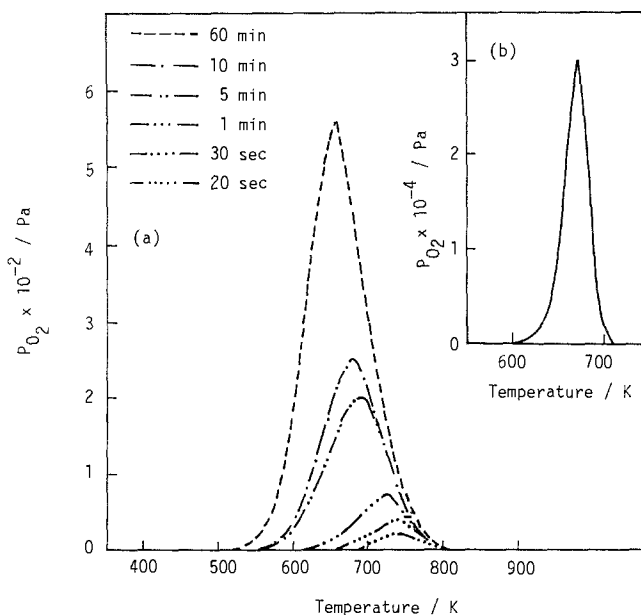 60 min
10 min
5 min
1 min
30 sec
20 sec
(a)
6
5
4
3
2
1
0
P_O2 x 10^-2 / Pa
400 500 600 700 800 900
Temperature / K
(b)
3
2
1
0
P_O2 x 10^-4 / Pa
600 700
Temperature / K